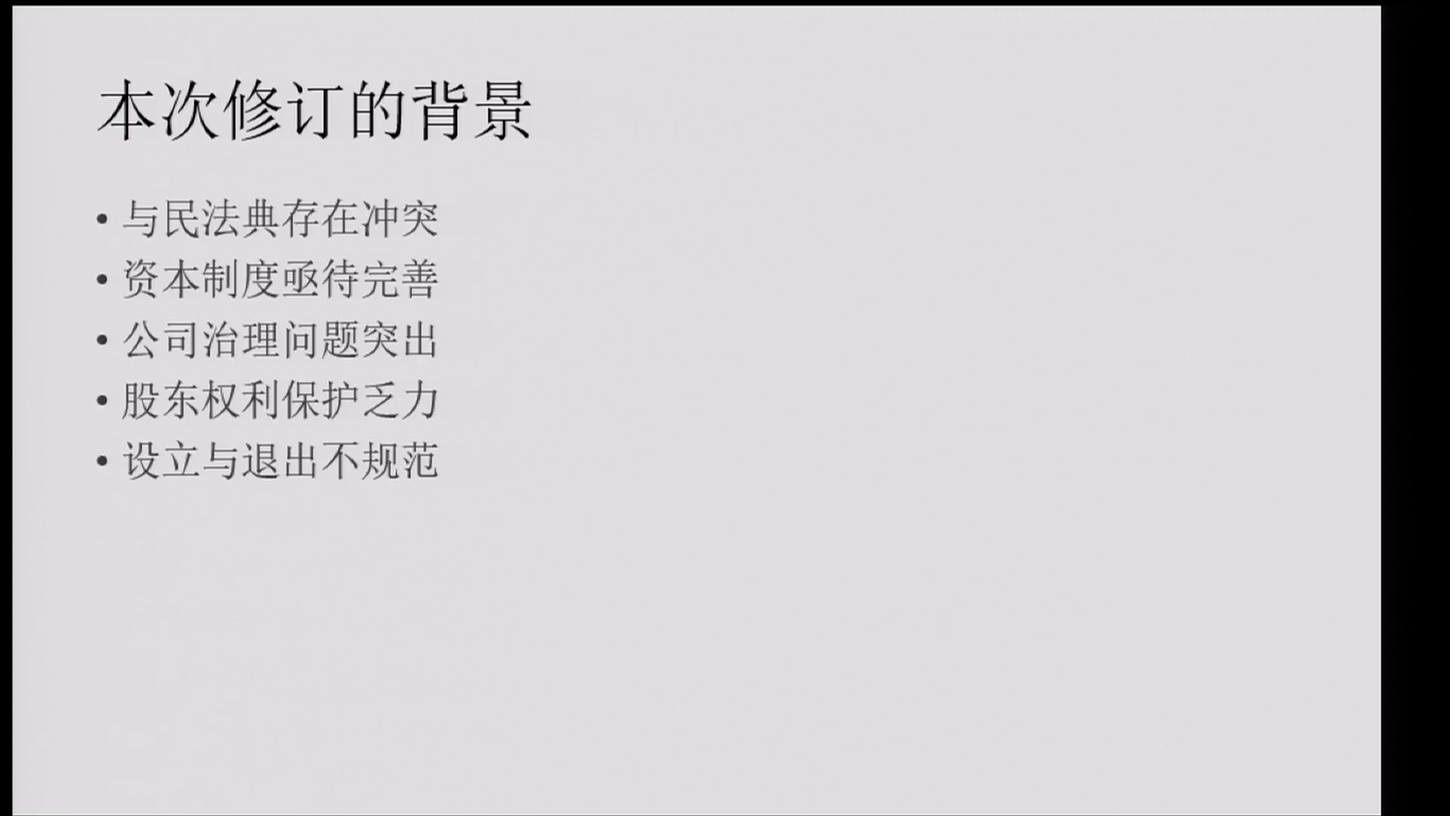 本次修订的背景
• 与民法典存在冲突
• 资本制度亟待完善
• 公司治理问题突出
• 股东权利保护乏力
• 设立与退出不规范